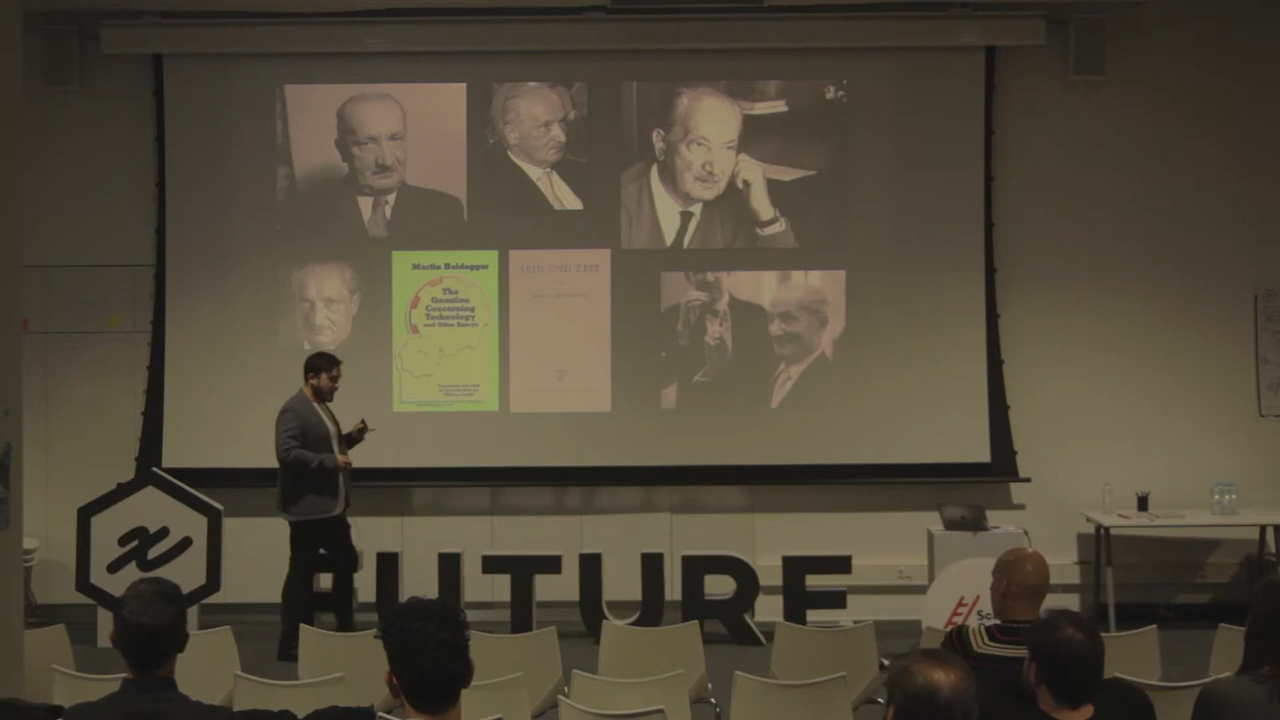 Martin Heidegger
The
Question
Concerning
Technology
and Other Essays
SEIN UND ZEIT
x
FUTURE